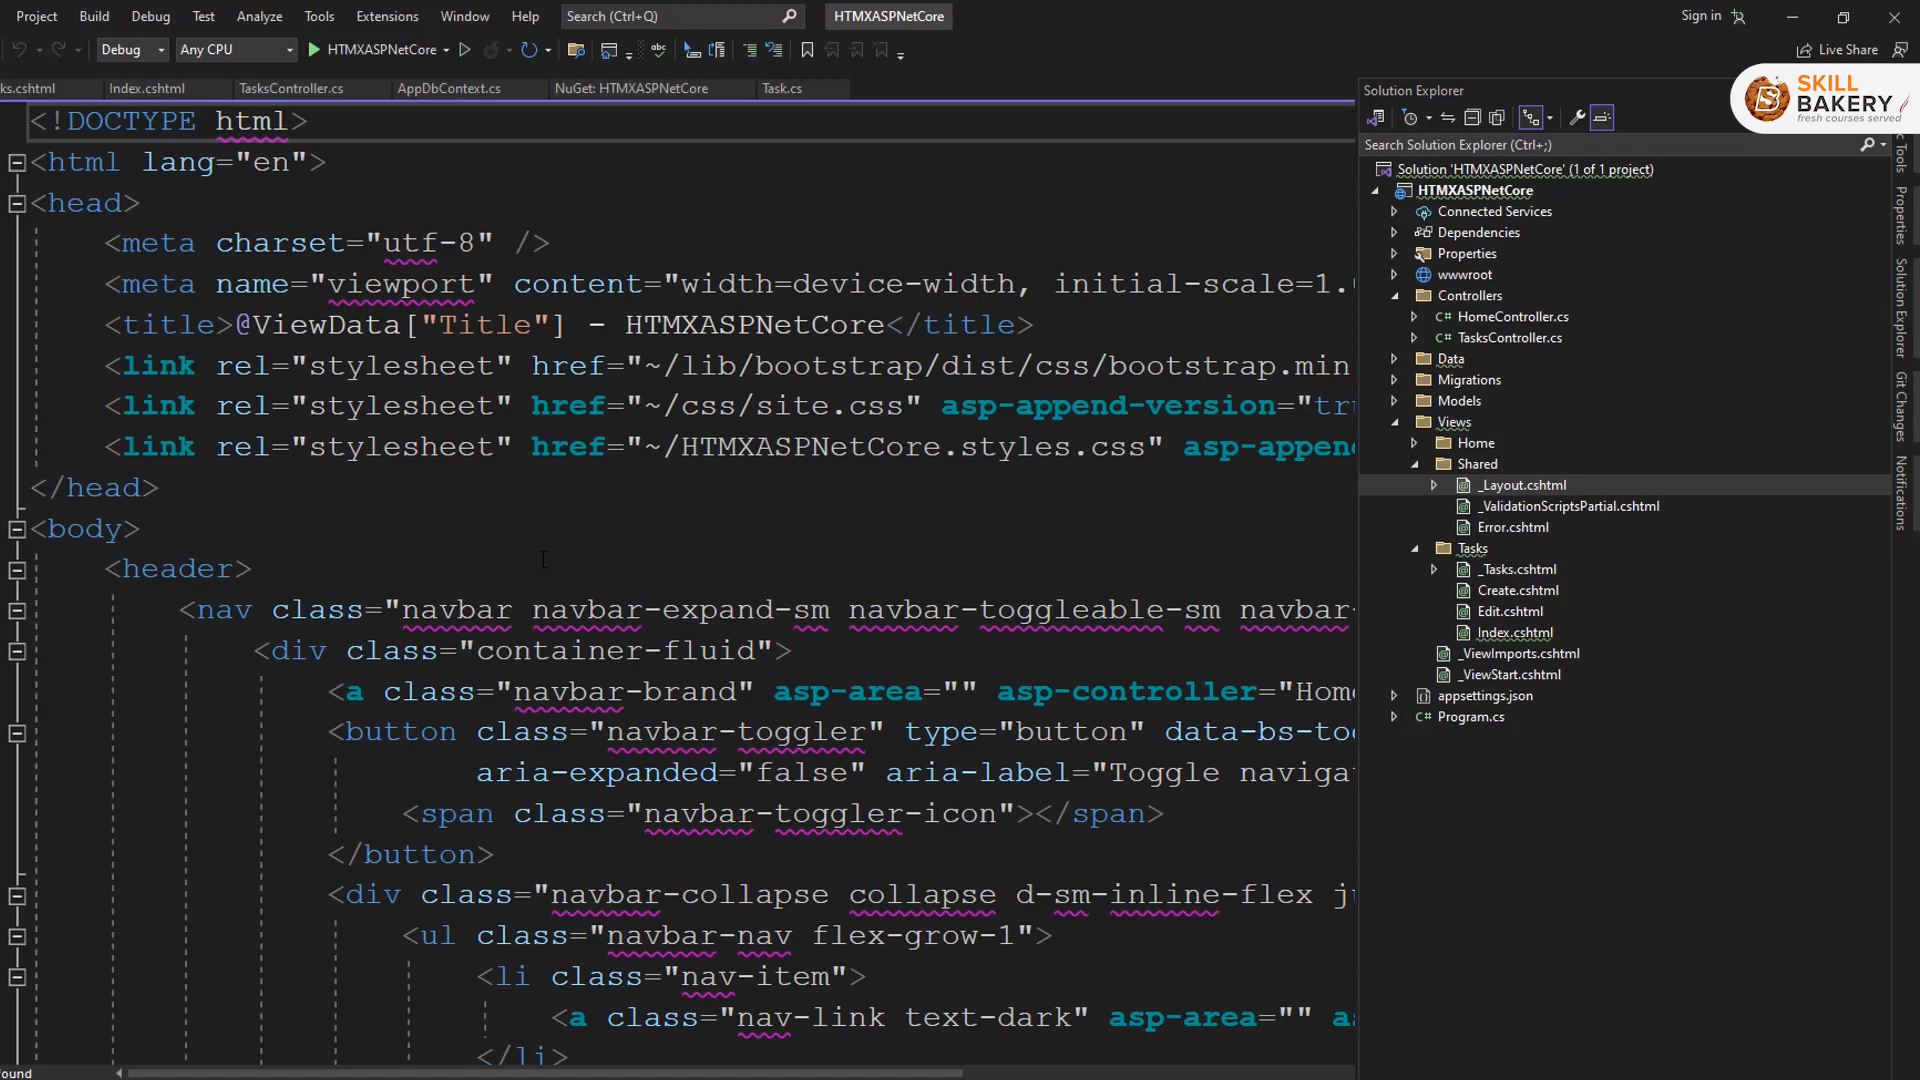 Project Build Debug Test Analyze Tools Extensions Window Help Search (Ctrl+Q) HTMXASPNetCore Sign in
Debug Any CPU HTMXASPNetCore Live Share
ks.cshtml Index.cshtml TasksController.cs AppDbContext.cs NuGet: HTMXASPNetCore Task.cs
<!DOCTYPE html>
<html lang="en">
<head>
<meta charset="utf-8" />
<meta name="viewport" content="width=device-width, initial-scale=1.
<title>@ViewData["Title"] - HTMXASPNetCore</title>
<link rel="stylesheet" href="~/lib/bootstrap/dist/css/bootstrap.min
<link rel="stylesheet" href="~/css/site.css" asp-append-version="tru
<link rel="stylesheet" href="~/HTMXASPNetCore.styles.css" asp-append
</head>
<body>
<header>
<nav class="navbar navbar-expand-sm navbar-toggleable-sm navbar-
<div class="container-fluid">
<a class="navbar-brand" asp-area="" asp-controller="Home
<button class="navbar-toggler" type="button" data-bs-tog
aria-expanded="false" aria-label="Toggle naviga
<span class="navbar-toggler-icon"></span>
</button>
<div class="navbar-collapse collapse d-sm-inline-flex ju
<ul class="navbar-nav flex-grow-1">
<li class="nav-item">
<a class="nav-link text-dark" asp-area="" as
</li>
ound
Solution Explorer
Search Solution Explorer (Ctrl+;)
Solution 'HTMXASPNetCore' (1 of 1 project)
HTMXASPNetCore
Connected Services
Dependencies
Properties
wwwroot
Controllers
C# HomeController.cs
C# TasksController.cs
Data
Migrations
Models
Views
Home
Shared
_Layout.cshtml
_ValidationScriptsPartial.cshtml
Error.cshtml
Tasks
_Tasks.cshtml
Create.cshtml
Edit.cshtml
Index.cshtml
_ViewImports.cshtml
_ViewStart.cshtml
appsettings.json
C# Program.cs
SKILL
BAKERY
fresh courses served
Tools
Properties
Solution Explorer
Git Changes
Notifications